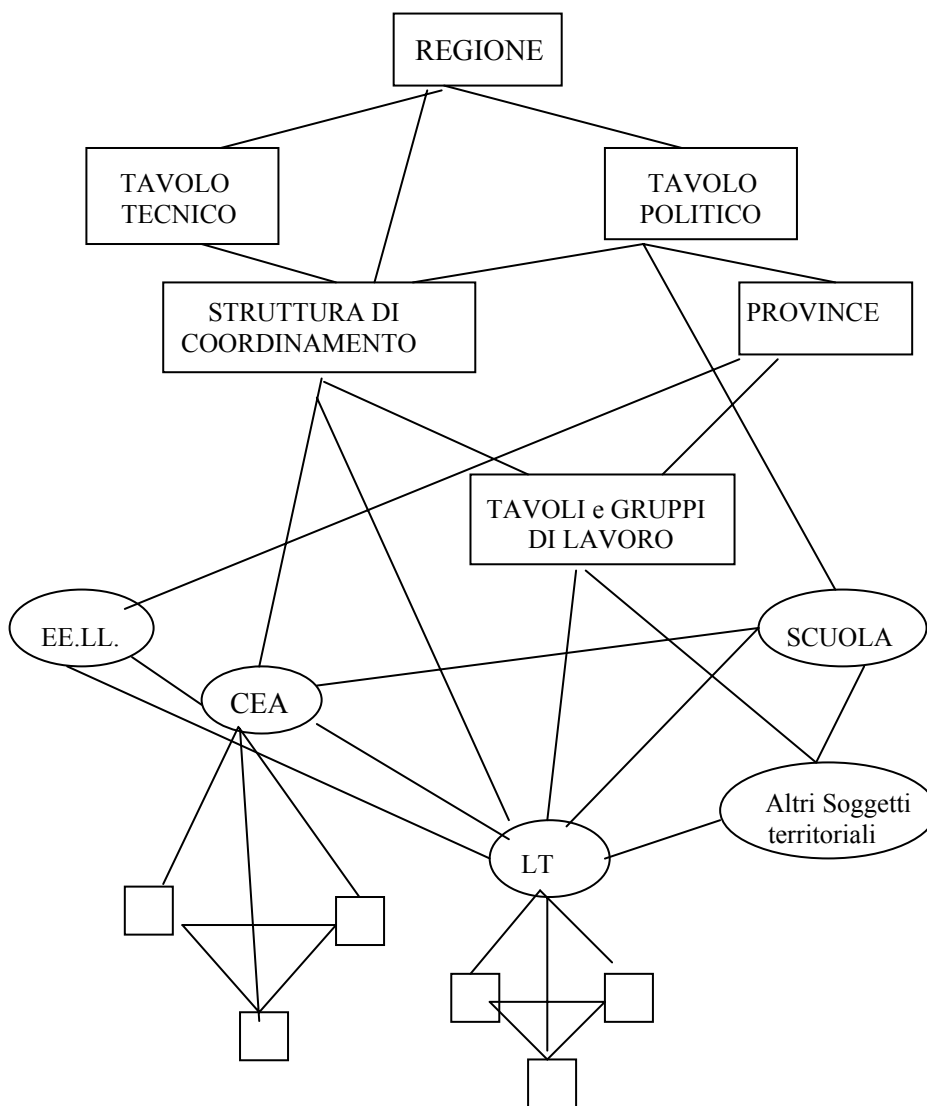 REGIONE
TAVOLO
TECNICO
TAVOLO
POLITICO
STRUTTURA DI
COORDINAMENTO
PROVINCE
TAVOLI e GRUPPI
DI LAVORO
EE.LL.
SCUOLA
CEA
Altri Soggetti
territoriali
LT